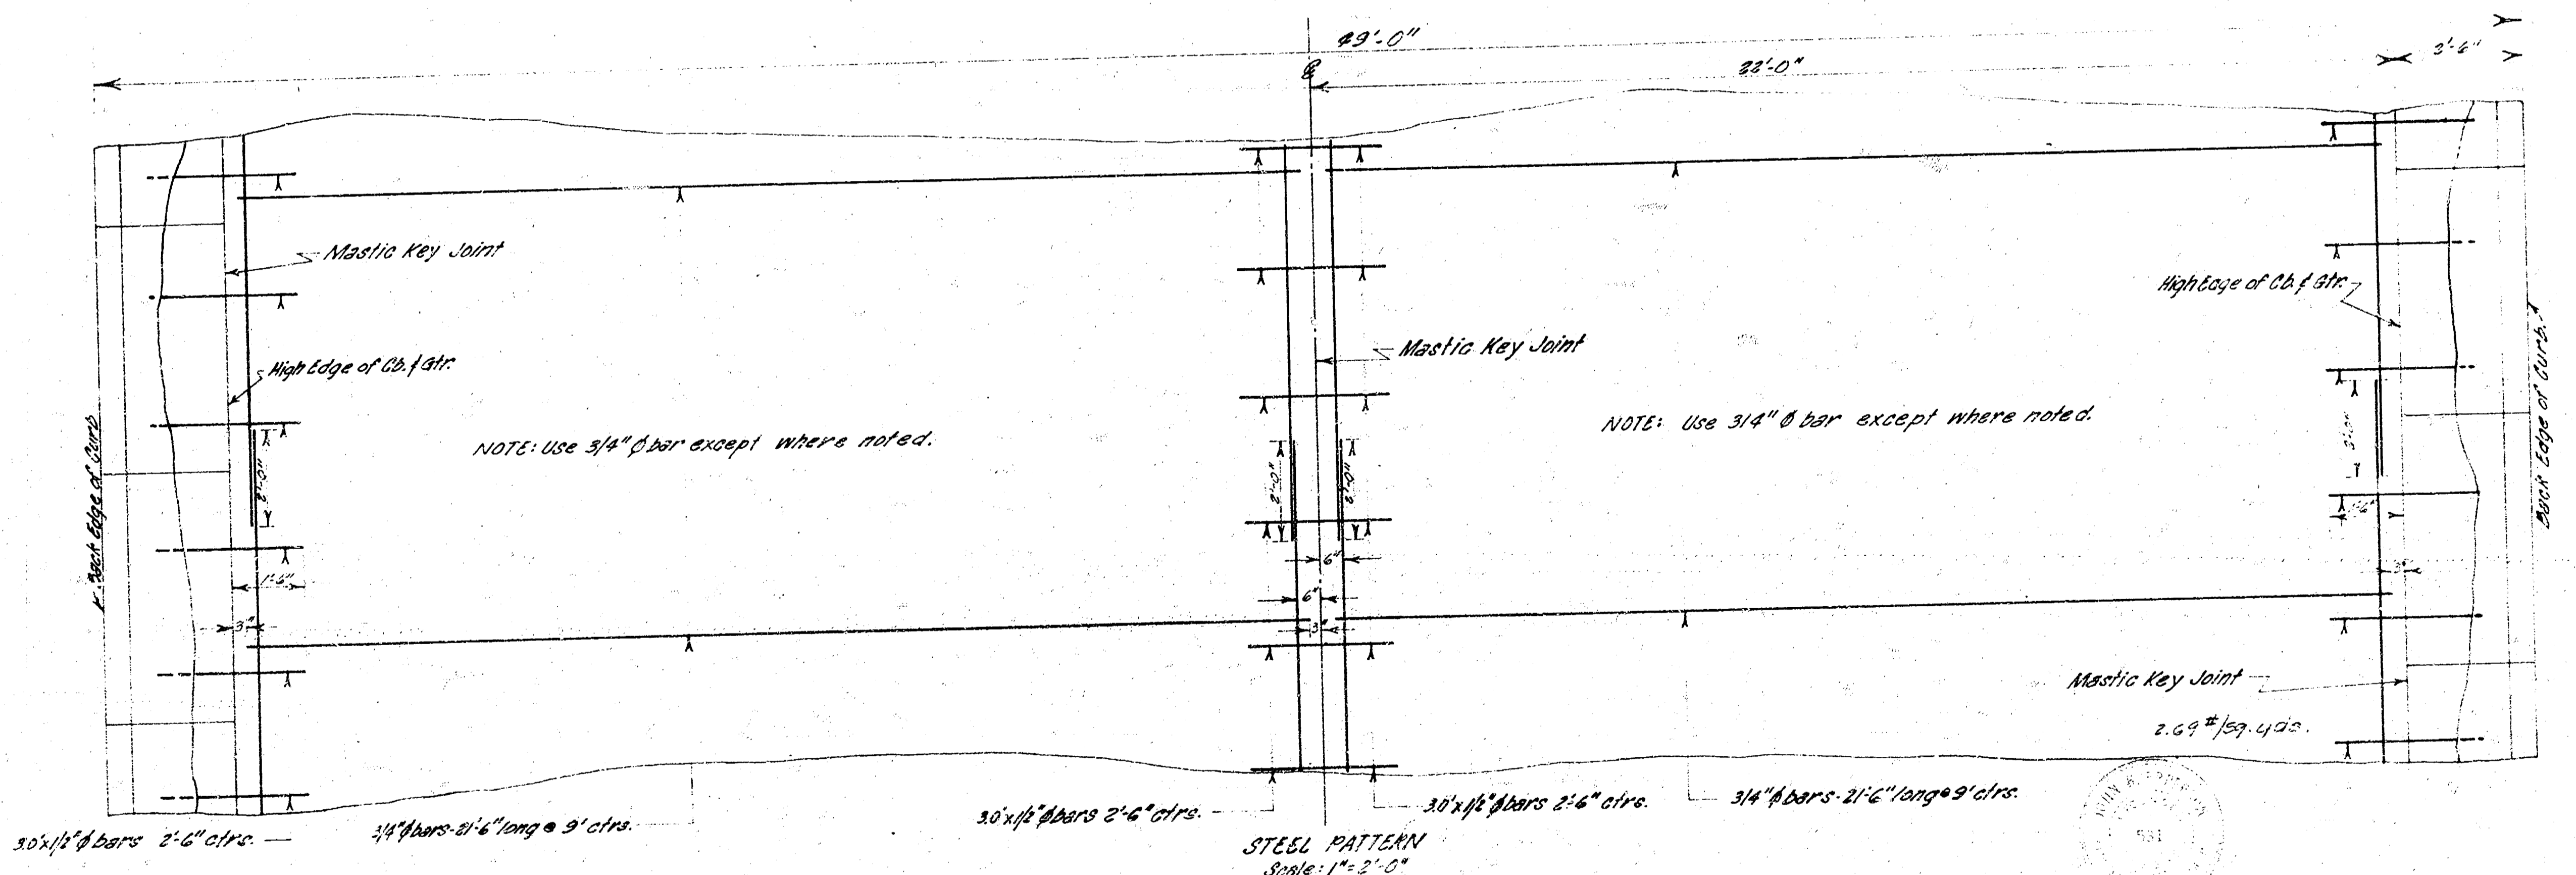 49'-0"
22'-0"
2'-6"
Mastic Key Joint
High Edge of Cb. & Gtr.
Back Edge of Curb
NOTE: Use 3/4" φ bar except where noted.
2'-0"
1'-6"
3"
Mastic Key Joint
2'-0"
2'-0"
6"
6"
3"
High Edge of Cb. & Gtr.
NOTE: Use 3/4" φ bar except where noted.
2'-0"
1'-6"
3"
Back Edge of Curb.
Mastic Key Joint
2.69 #/sq. yds.
3.0'x1/2" φ bars 2'-6" ctrs.
3/4" φ bars-21'-6" long @ 9' ctrs.
3.0'x1/2" φ bars 2'-6" ctrs.
3.0'x1/2" φ bars 2'-6" ctrs.
3/4" φ bars-21'-6" long @ 9' ctrs.
STEEL PATTERN
Scale: 1"=2'-0"
531